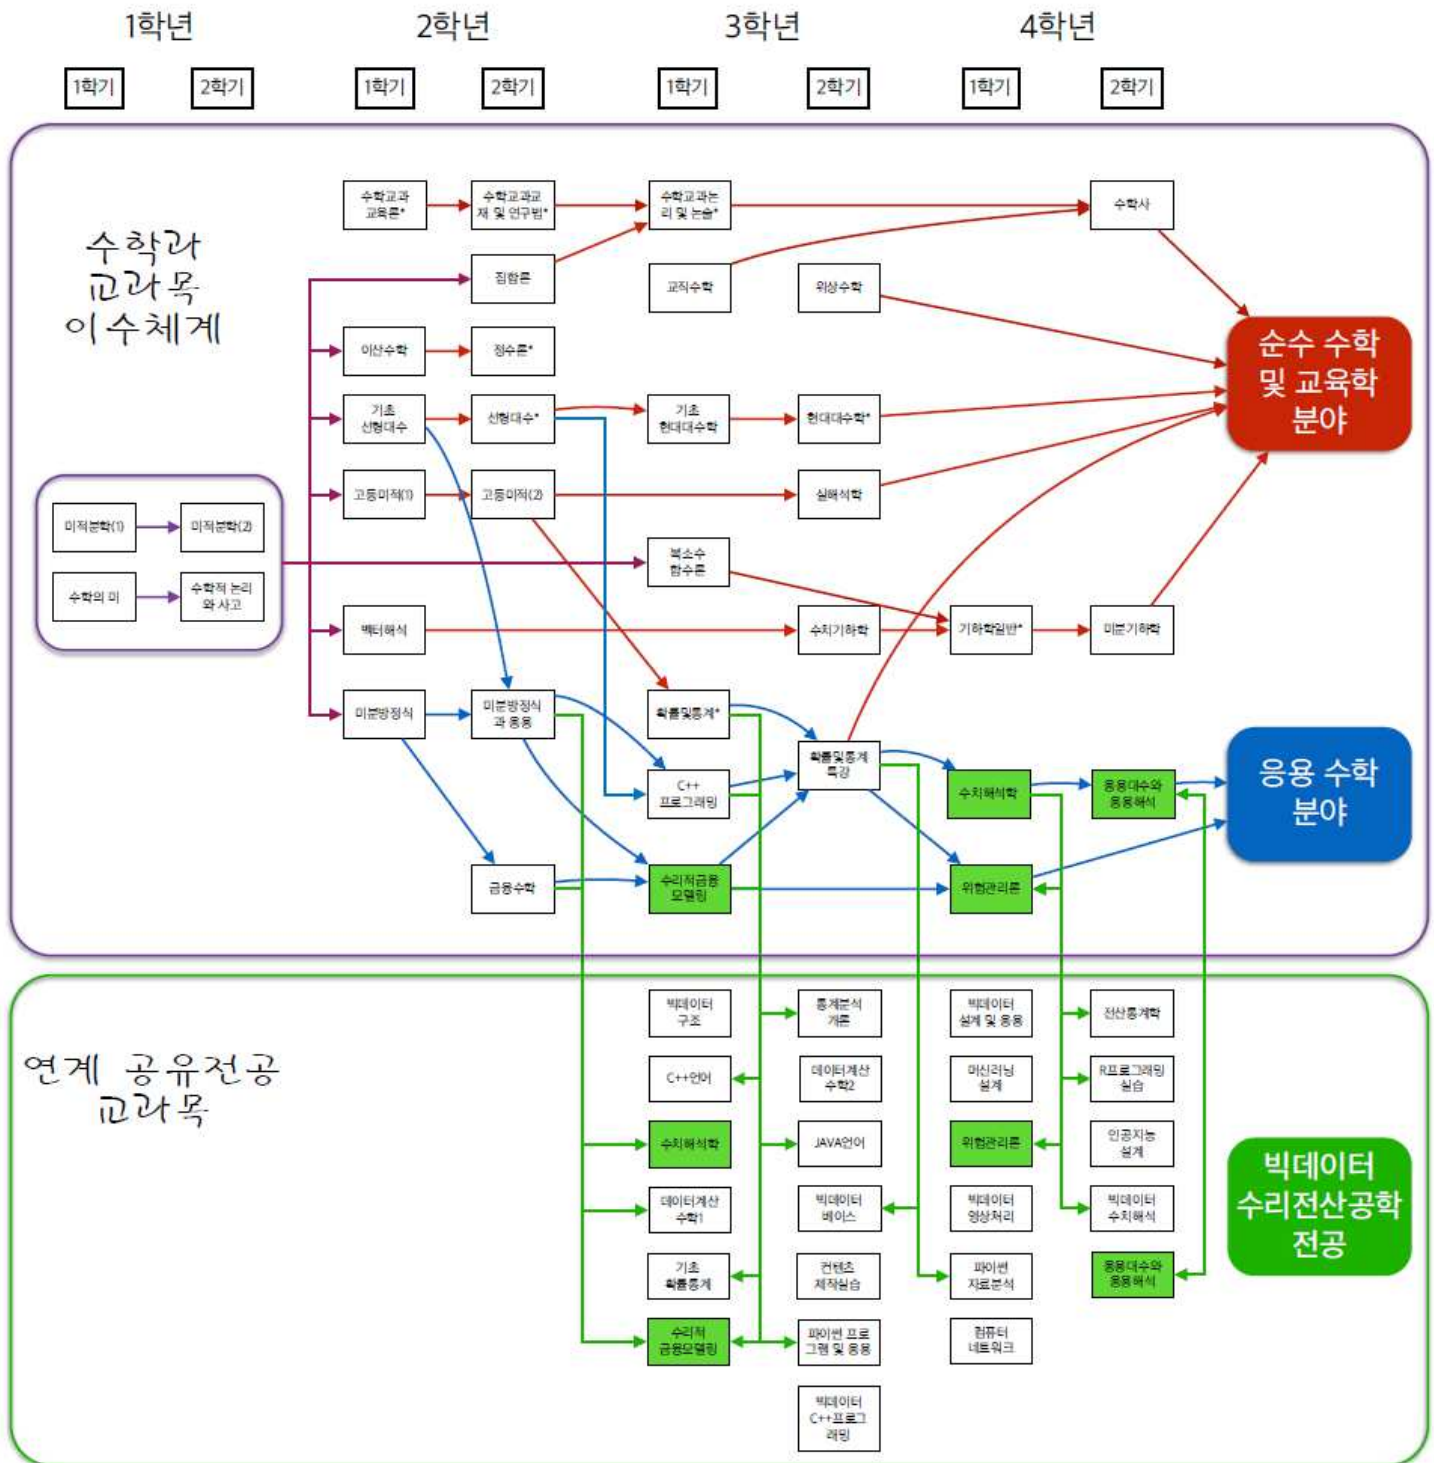 1학년
2학년
3학년
4학년
1학기
2학기
1학기
2학기
1학기
2학기
1학기
2학기
수학과
교과목
이수체계
수학교과
교육론*
수학교과교
재 및 연구법*
수학교과논
리 및 논술*
수학사
집합론
교직수학
위상수학
이산수학
정수론*
순수 수학
및 교육학
분야
기초
선형대수
선형대수*
기초
현대대수학
현대대수학*
고등미적(1)
고등미적(2)
실해석학
미적분학(1)
미적분학(2)
수학의 미
수학적 논리
와 사고
복소수
함수론
벡터해석
수치기하학
기하학일반*
미분기하학
미분방정식
미분방정식
과 응용
확률및통계*
확률및통계
특강
C++
프로그래밍
수치해석학
응용대수와
응용해석
응용 수학
분야
금융수학
수리적금융
모델링
위험관리론
연계 공유전공
교과목
빅데이터
구조
통계분석
개론
빅데이터
설계 및 응용
전산통계학
C++언어
데이터계산
수학2
머신러닝
설계
R프로그래밍
실습
수치해석학
JAVA언어
위험관리론
인공지능
설계
데이터계산
수학1
빅데이터
베이스
빅데이터
영상처리
빅데이터
수치해석
빅데이터
수리전산공학
전공
기초
확률통계
컨텐츠
제작실습
파이썬
자료분석
응용대수와
응용해석
수리적
금융모델링
파이썬 프로
그램 및 응용
컴퓨터
네트워크
빅데이터
C++프로그
래밍